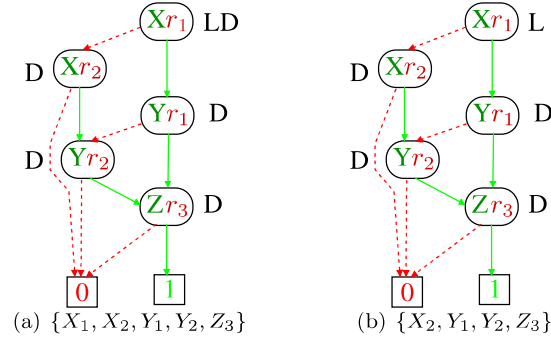 Xr₁ LD
D Xr₂
Yr₁ D
D Yr₂
Zr₃ D
0 1
(a) {X₁, X₂, Y₁, Y₂, Z₃}
Xr₁ L
D Xr₂
Yr₁ D
D Yr₂
Zr₃ D
0 1
(b) {X₂, Y₁, Y₂, Z₃}